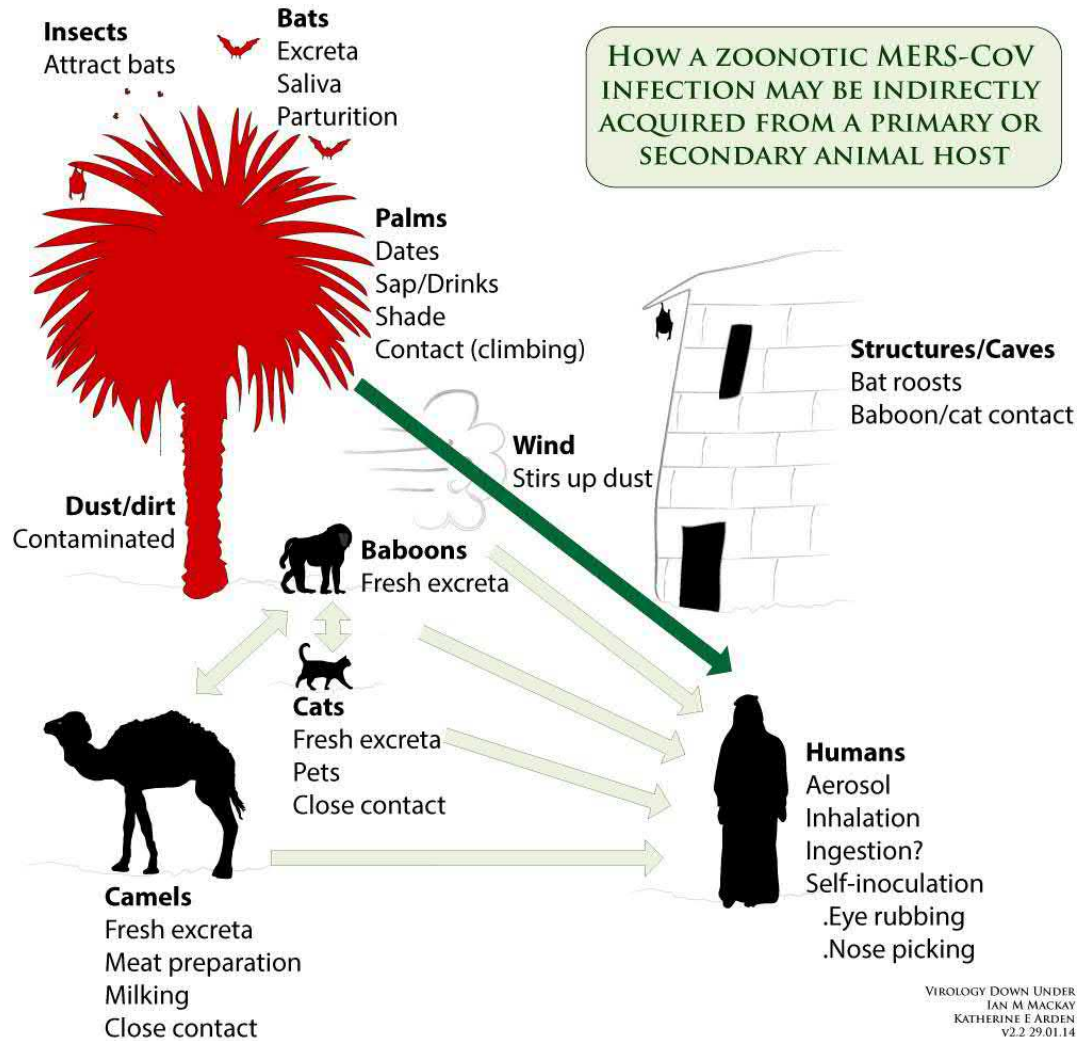 Insects
Attract bats
Bats
Excreta
Saliva
Parturition
HOW A ZOONOTIC MERS-COV
INFECTION MAY BE INDIRECTLY
ACQUIRED FROM A PRIMARY OR
SECONDARY ANIMAL HOST
Palms
Dates
Sap/Drinks
Shade
Contact (climbing)
Structures/Caves
Bat roosts
Baboon/cat contact
Wind
Stirs up dust
Dust/dirt
Contaminated
Baboons
Fresh excreta
Cats
Fresh excreta
Pets
Close contact
Humans
Aerosol
Inhalation
Ingestion?
Self-inoculation
.Eye rubbing
.Nose picking
Camels
Fresh excreta
Meat preparation
Milking
Close contact
VIROLOGY DOWN UNDER
IAN M MACKAY
KATHERINE E ARDEN
V2.2 29.01.14